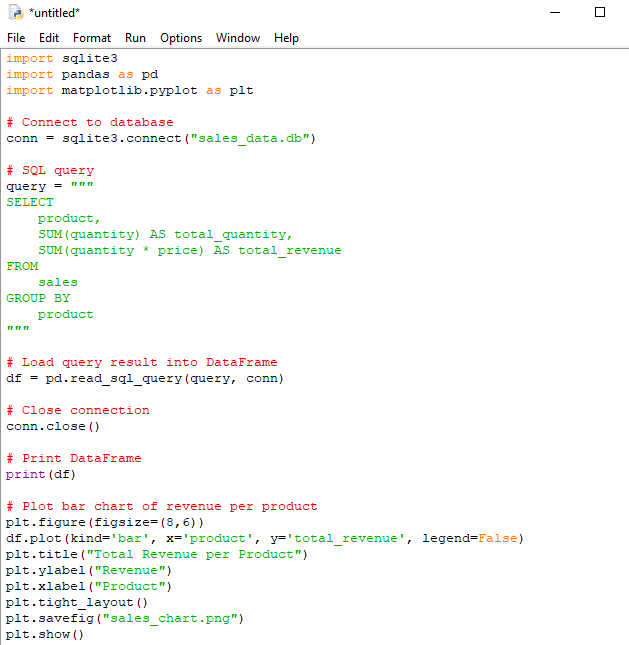 *untitled*
File Edit Format Run Options Window Help
import sqlite3
import pandas as pd
import matplotlib.pyplot as plt

# Connect to database
conn = sqlite3.connect("sales_data.db")

# SQL query
query = """
SELECT
    product,
    SUM(quantity) AS total_quantity,
    SUM(quantity * price) AS total_revenue
FROM
    sales
GROUP BY
    product
"""

# Load query result into DataFrame
df = pd.read_sql_query(query, conn)

# Close connection
conn.close()

# Print DataFrame
print(df)

# Plot bar chart of revenue per product
plt.figure(figsize=(8,6))
df.plot(kind='bar', x='product', y='total_revenue', legend=False)
plt.title("Total Revenue per Product")
plt.ylabel("Revenue")
plt.xlabel("Product")
plt.tight_layout()
plt.savefig("sales_chart.png")
plt.show()